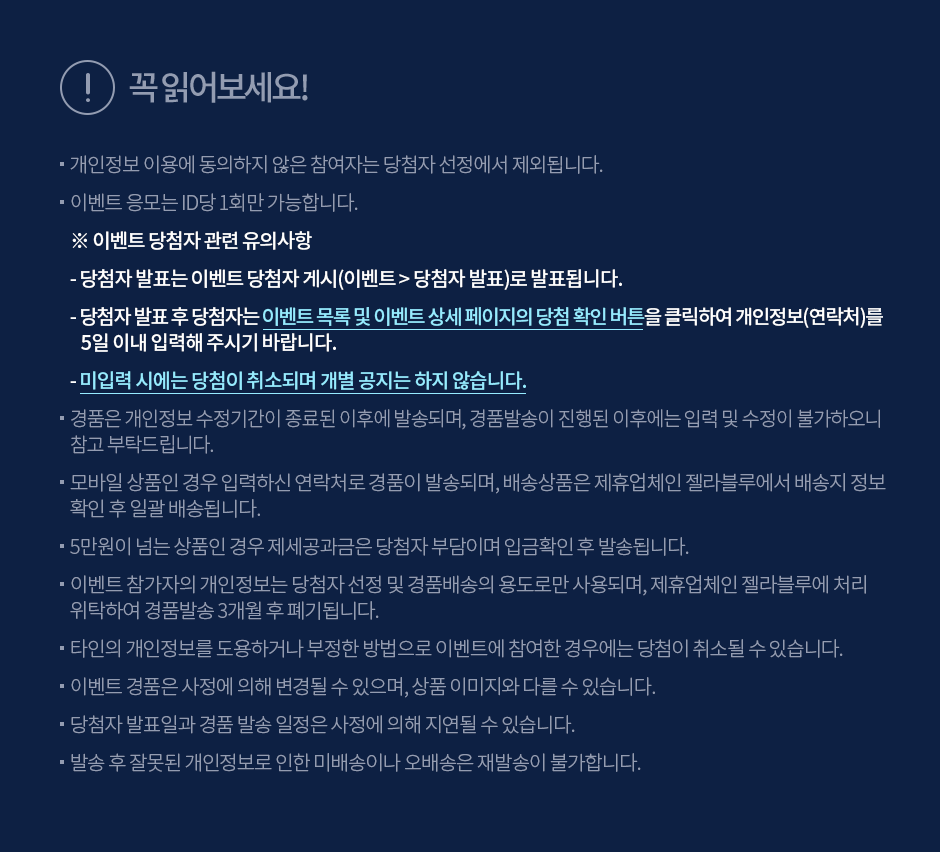 꼭 읽어보세요!
개인정보 이용에 동의하지 않은 참여자는 당첨자 선정에서 제외됩니다.
이벤트 응모는 ID당 1회만 가능합니다.
※ 이벤트 당첨자 관련 유의사항
- 당첨자 발표는 이벤트 당첨자 게시(이벤트 > 당첨자 발표)로 발표됩니다.
- 당첨자 발표 후 당첨자는 이벤트 목록 및 이벤트 상세 페이지의 당첨 확인 버튼을 클릭하여 개인정보(연락처)를
5일 이내 입력해 주시기 바랍니다.
- 미입력 시에는 당첨이 취소되며 개별 공지는 하지 않습니다.
경품은 개인정보 수정기간이 종료된 이후에 발송되며, 경품발송이 진행된 이후에는 입력 및 수정이 불가하오니
참고 부탁드립니다.
모바일 상품인 경우 입력하신 연락처로 경품이 발송되며, 배송상품은 제휴업체인 젤라블루에서 배송지 정보
확인 후 일괄 배송됩니다.
5만원이 넘는 상품인 경우 제세공과금은 당첨자 부담이며 입금확인 후 발송됩니다.
이벤트 참가자의 개인정보는 당첨자 선정 및 경품배송의 용도로만 사용되며, 제휴업체인 젤라블루에 처리
위탁하여 경품발송 3개월 후 폐기됩니다.
타인의 개인정보를 도용하거나 부정한 방법으로 이벤트에 참여한 경우에는 당첨이 취소될 수 있습니다.
이벤트 경품은 사정에 의해 변경될 수 있으며, 상품 이미지와 다를 수 있습니다.
당첨자 발표일과 경품 발송 일정은 사정에 의해 지연될 수 있습니다.
발송 후 잘못된 개인정보로 인한 미배송이나 오배송은 재발송이 불가합니다.